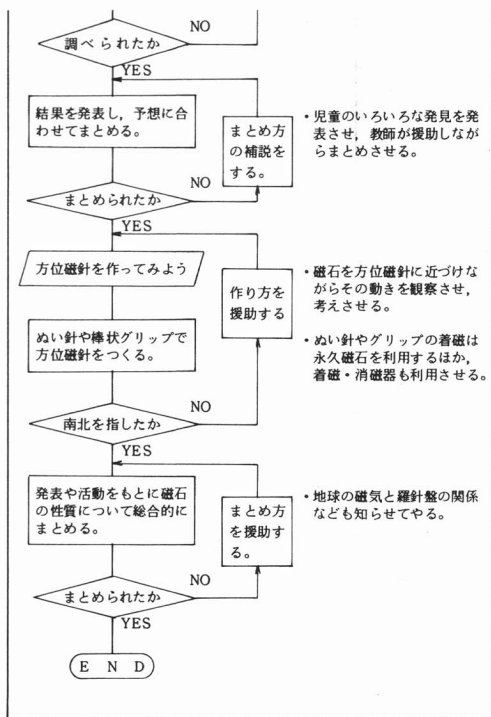 NO
調べられたか
YES
結果を発表し，予想に合
わせてまとめる。
まとめ方
の補説を
する。
・児童のいろいろな発見を発
表させ，教師が援助しなが
らまとめさせる。
NO
まとめられたか
YES
方位磁針を作ってみよう
作り方を
援助する
・磁石を方位磁針に近づけな
がらその動きを観察させ，
考えさせる。
ぬい針や棒状グリップで
方位磁針をつくる。
・ぬい針やグリップの着磁は
永久磁石を利用するほか，
着磁・消磁器も利用させる。
NO
南北を指したか
YES
発表や活動をもとに磁石
の性質について総合的に
まとめる。
まとめ方
を援助す
る。
・地球の磁気と羅針盤の関係
なども知らせてやる。
NO
まとめられたか
YES
E N D